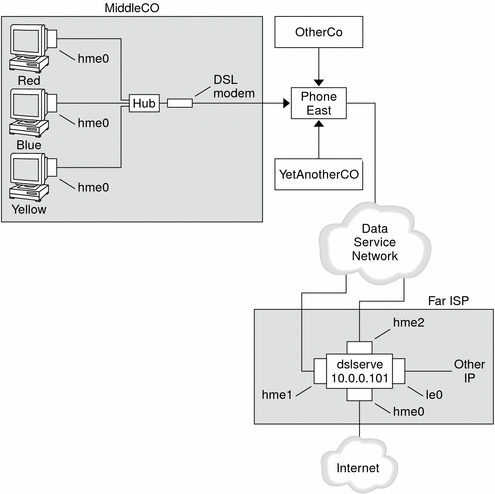 MiddleCO
OtherCo
hme0
Red
DSL
modem
Hub
Phone
East
hme0
Blue
YetAnotherCO
hme0
Yellow
Data
Service
Network
Far ISP
hme2
dslserve
10.0.0.101
Other
IP
hme1
le0
hme0
Internet